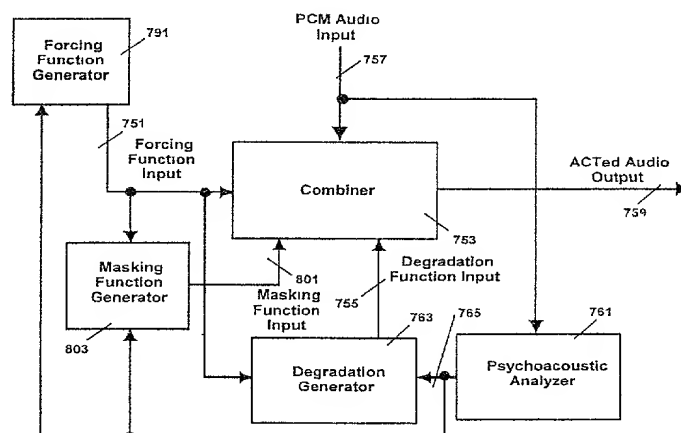 PCM Audio
Input
757
Forcing
Function
Generator
791
751
Forcing
Function
Input
Combiner
753
ACTed Audio
Output
759
Masking
Function
Generator
803
801
Masking
Function
Input
755
Degradation
Function Input
763
765
761
Degradation
Generator
Psychoacoustic
Analyzer